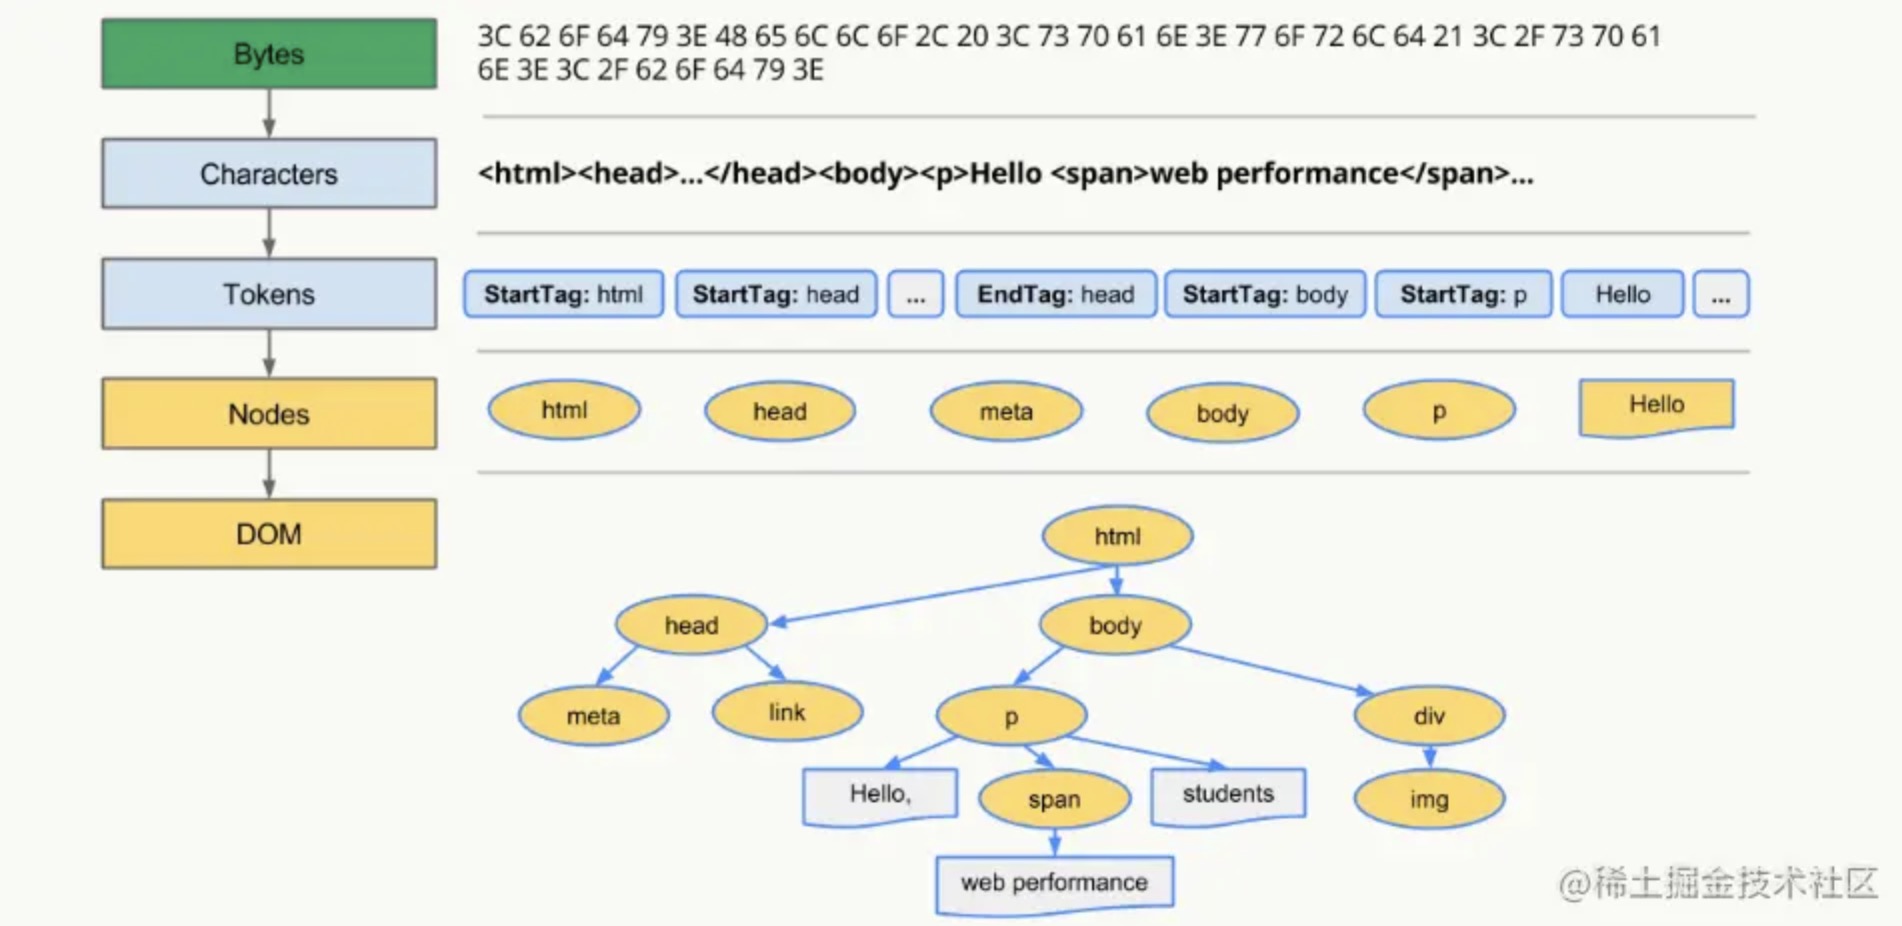 Bytes
3C 62 6F 64 79 3E 48 65 6C 6C 6F 2C 20 3C 73 70 61 6E 3E 77 6F 72 6C 64 21 3C 2F 73 70 61
6E 3E 3C 2F 62 6F 64 79 3E
Characters
<html><head>...</head><body><p>Hello <span>web performance</span>...
Tokens
StartTag: html
StartTag: head
...
EndTag: head
StartTag: body
StartTag: p
Hello
...
Nodes
html
head
meta
body
p
Hello
DOM
html
head
body
meta
link
p
div
Hello,
span
students
img
web performance
@稀土掘金技术社区